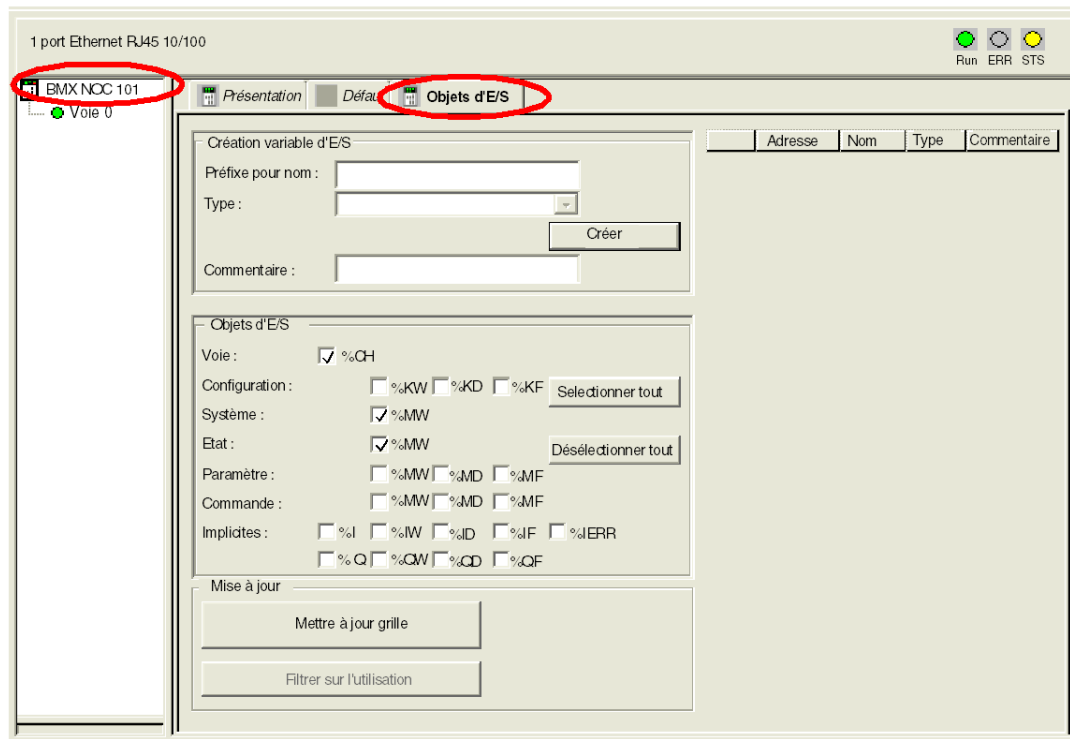 1 port Ethernet RJ45 10/100
Run ERR STS
BMX NOC 101
Voie 0
Présentation Défau Objets d'E/S
Création variable d'E/S
Préfixe pour nom :
Type :
Créer
Commentaire :
Adresse Nom Type Commentaire
Objets d'E/S
Voie : %CH
Configuration : %KW %KD %KF Selectionner tout
Système : %MW
Etat : %MW Désélectionner tout
Paramètre : %MW %MD %MF
Commande : %MW %MD %MF
Implicites : %I %IW %ID %IF %IERR
% Q %QW %QD %QF
Mise à jour
Mettre à jour grille
Filtrer sur l'utilisation